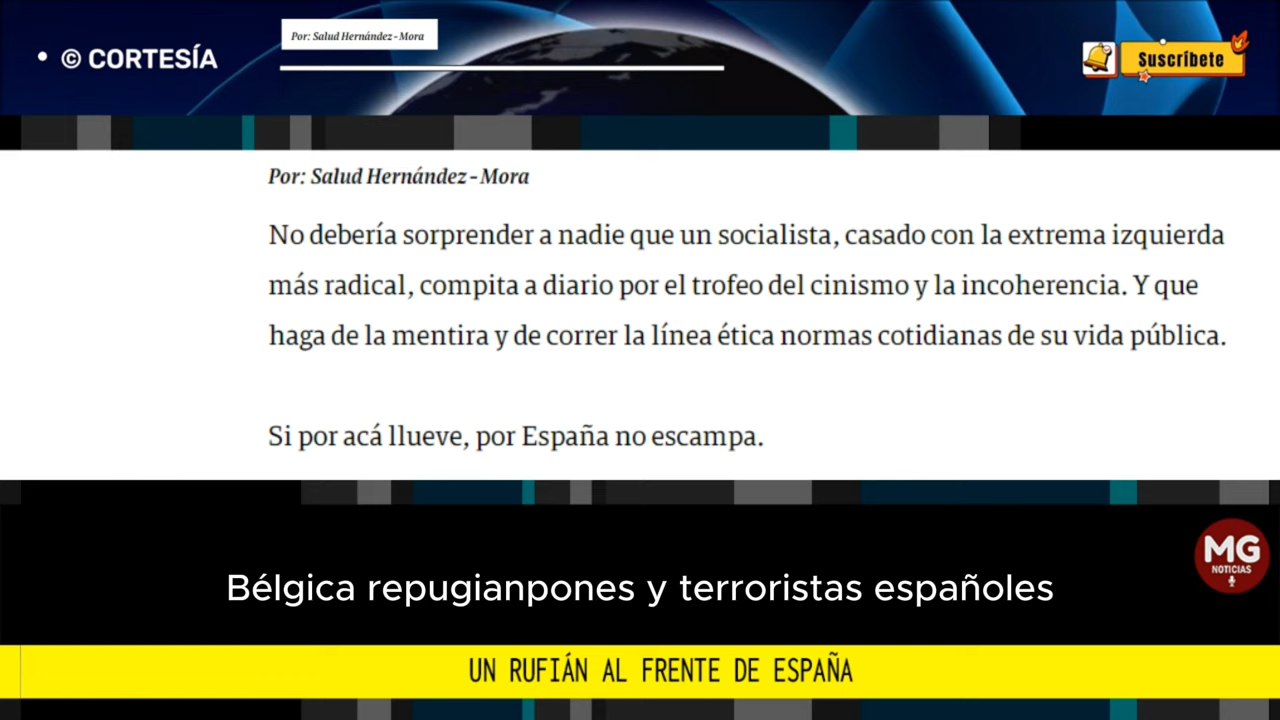 • © CORTESÍA
Por: Salud Hernández-Mora
Suscríbete
Por: Salud Hernández-Mora
No debería sorprender a nadie que un socialista, casado con la extrema izquierda
más radical, compita a diario por el trofeo del cinismo y la incoherencia. Y que
haga de la mentira y de correr la línea ética normas cotidianas de su vida pública.
Si por acá llueve, por España no escampa.
MG
NOTICIAS
Bélgica repugianpones y terroristas españoles
UN RUFIÁN AL FRENTE DE ESPAÑA